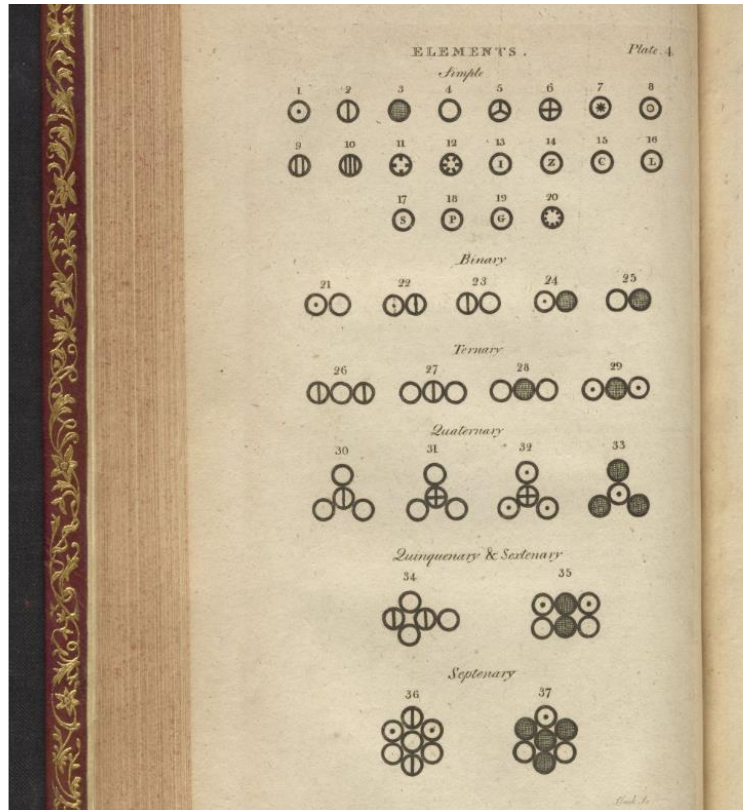 ELEMENTS. Plate. 4
Simple
1 2 3 4 5 6 7 8
9 10 11 12 13 14 15 16
I Z C L
17 18 19 20
S P G
Binary
21 22 23 24 25
Ternary
26 27 28 29
Quaternary
30 31 32 33
Quinquenary & Sextenary
34 35
Septenary
36 37